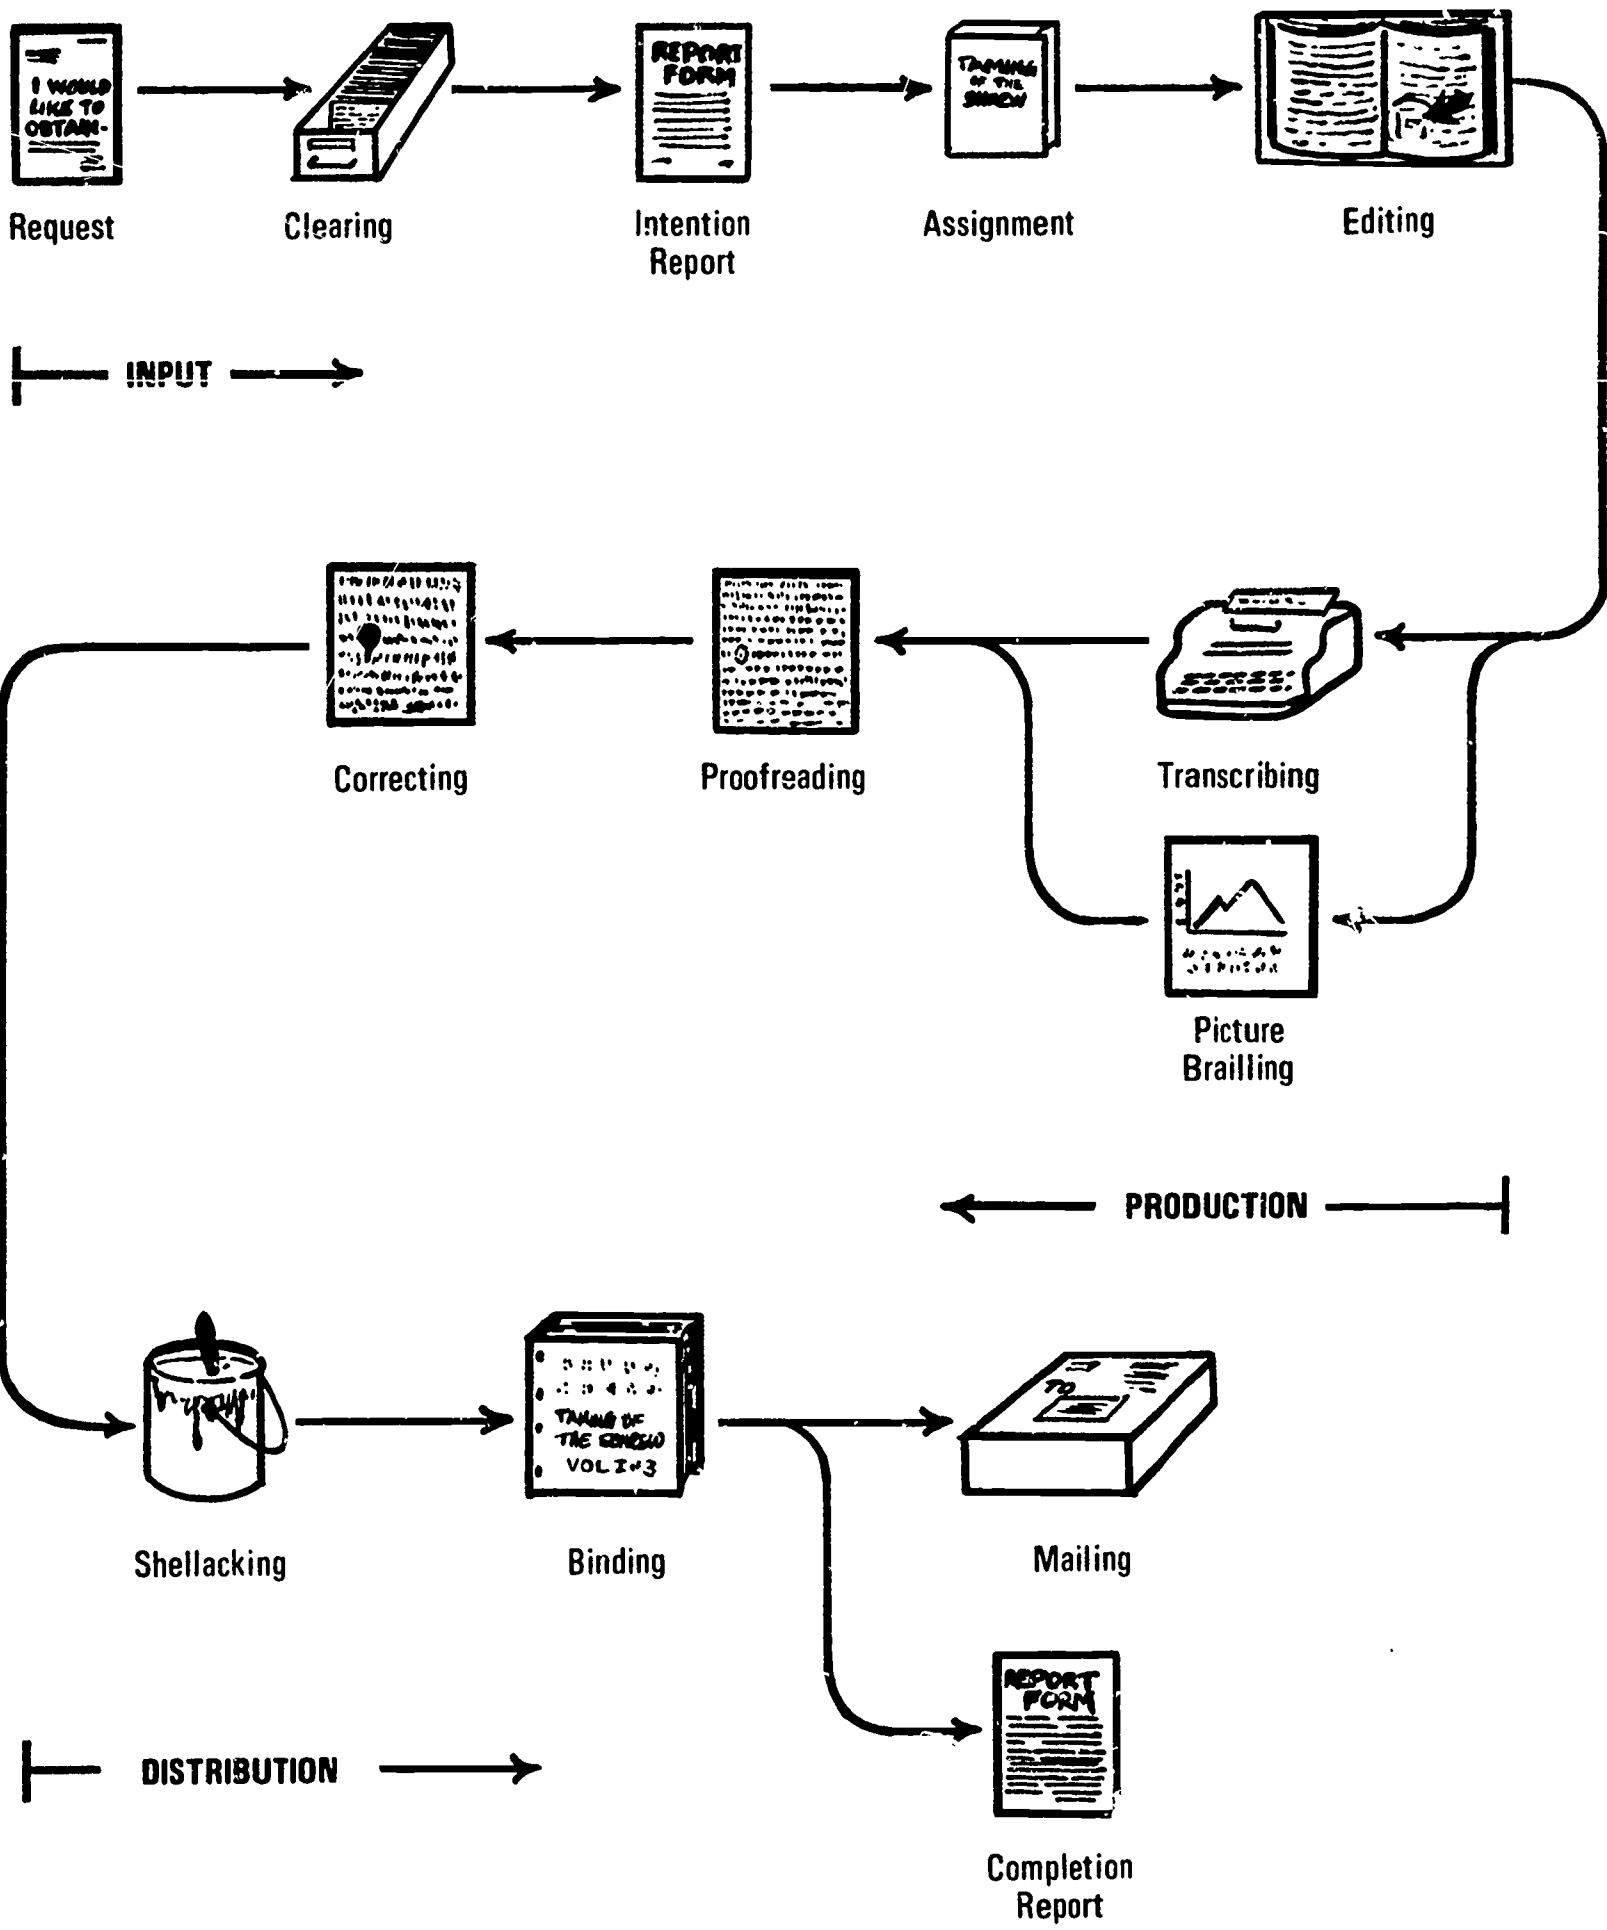 I WOULD
LIKE TO
OBTAIN-
REPORT
FORM
TAMING
OF THE
SHREW
Request
Clearing
Intention
Report
Assignment
Editing
INPUT
Correcting
Proofreading
Transcribing
Picture
Brailling
PRODUCTION
TAMING OF
THE SHREW
VOL I OF 3
TO
Shellacking
Binding
Mailing
REPORT
FORM
DISTRIBUTION
Completion
Report